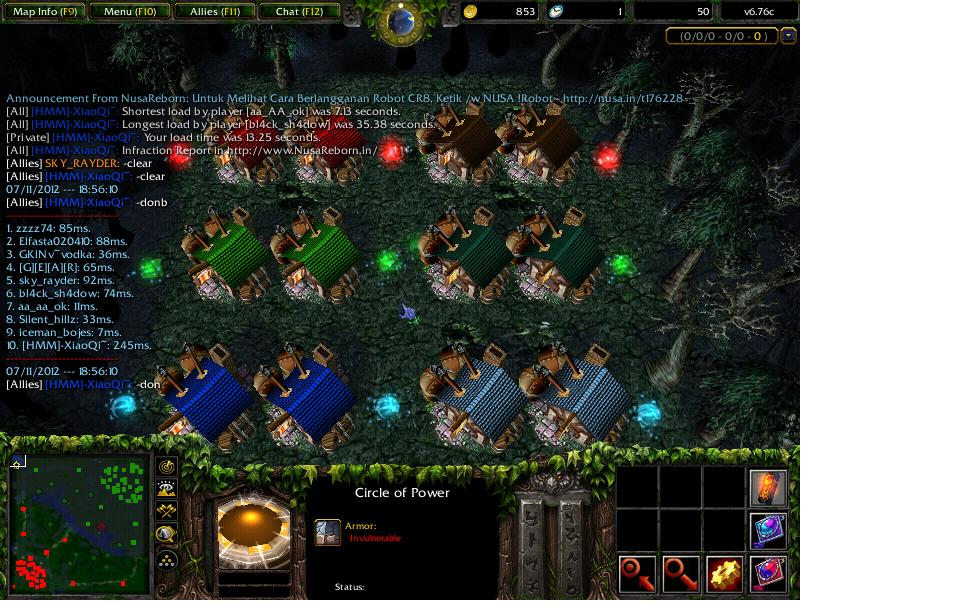 Map Info (F9) Menu (F10) Allies (F11) Chat (F12) 853 1 50 v6.76c
(0/0/0 - 0/0 - 0 )
Announcement From NusaReborn: Untuk Melihat Cara Berlangganan Robot CR8, Ketik /w NUSA !Robot - http://nusa.in/t176228-
[All] [HMM]-XiaoQi~: Shortest load by player [aa_AA_ok] was 7.13 seconds.
[All] [HMM]-XiaoQi~: Longest load by player [bl4ck_sh4dow] was 35.38 seconds.
[Private] [HMM]-XiaoQi~: Your load time was 13.25 seconds.
[All] [HMM]-XiaoQi~: Infraction Report in http://www.NusaReborn.in/
[Allies] SKY_RAYDER: -clear
[Allies] [HMM]-XiaoQi~: -clear
07/11/2012 --- 18:56:10
[Allies] [HMM]-XiaoQi~: -donb
1. zzzz74: 85ms.
2. Elfasta020410: 88ms.
3. GKINv~vodka: 36ms.
4. [G][E][A][R]: 65ms.
5. sky_rayder: 92ms.
6. bl4ck_sh4dow: 74ms.
7. aa_aa_ok: 11ms.
8. Silent_hillz: 33ms.
9. iceman_bojes: 7ms.
10. [HMM]-XiaoQi~: 245ms.
07/11/2012 --- 18:56:10
[Allies] [HMM]-XiaoQi~: -don
Circle of Power
Armor:
Invulnerable
Status: